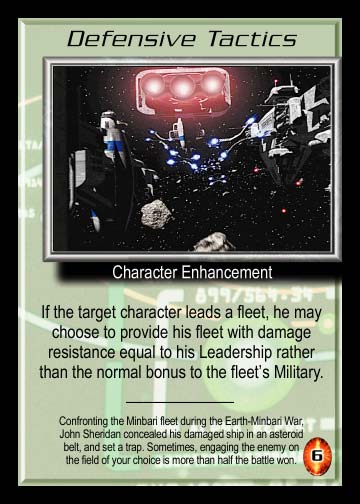 Defensive Tactics
Character Enhancement
If the target character leads a fleet, he may
choose to provide his fleet with damage
resistance equal to his Leadership rather
than the normal bonus to the fleet's Military.
Confronting the Minbari fleet during the Earth-Minbari War,
John Sheridan concealed his damaged ship in an asteroid
belt, and set a trap. Sometimes, engaging the enemy on
the field of your choice is more than half the battle won.
6